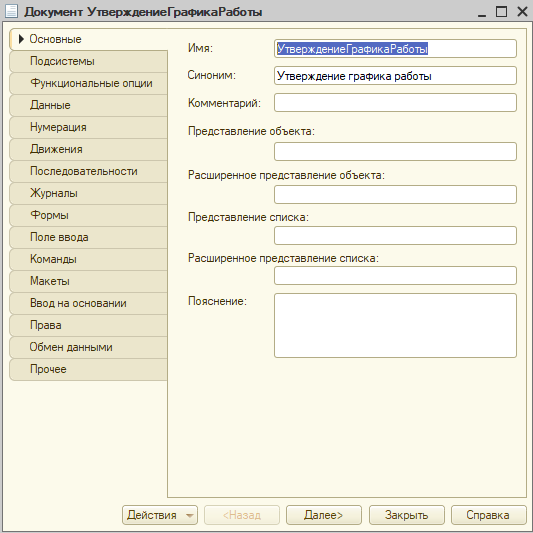 Документ УтверждениеГрафикаРаботы
Основные
Подсистемы
Функциональные опции
Данные
Нумерация
Движения
Последовательности
Журналы
Формы
Поле ввода
Команды
Макеты
Ввод на основании
Права
Обмен данными
Прочее
Имя: УтверждениеГрафикаРаботы
Синоним: Утверждение графика работы
Комментарий:
Представление объекта:
Расширенное представление объекта:
Представление списка:
Расширенное представление списка:
Пояснение:
Действия <Назад Далее> Закрыть Справка